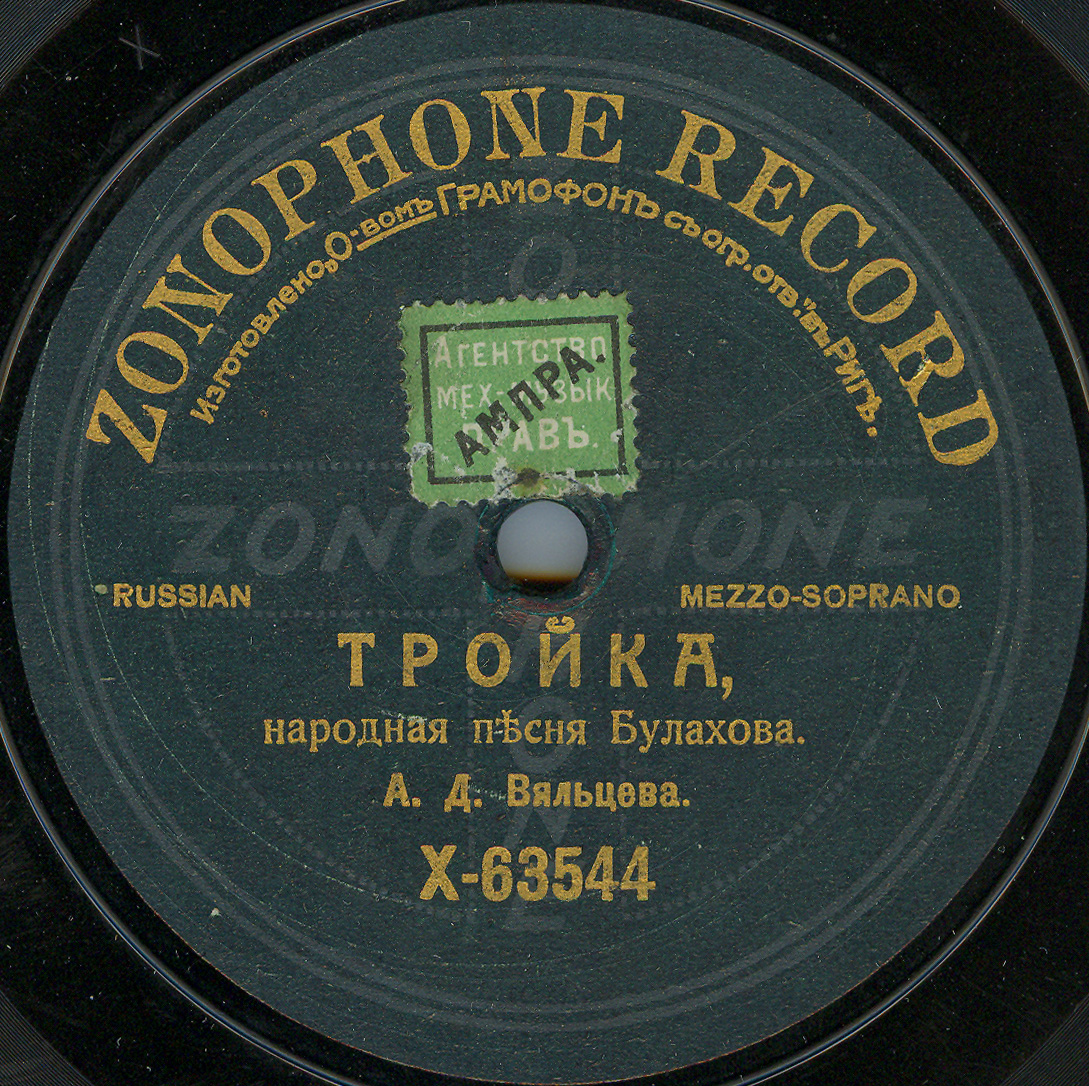 ZONOPHONE RECORD
Изготовлено „О-вомъ Грамофонъ съ огр. отв." въ Ригѣ.
Агентство
мех-музык
правъ.
АМПРА.
ZONOPHONE
ZONOPHONE
RUSSIAN
MEZZO-SOPRANO
ТРОЙКА,
народная пѣсня Булахова.
А. Д. Вяльцева.
X-63544